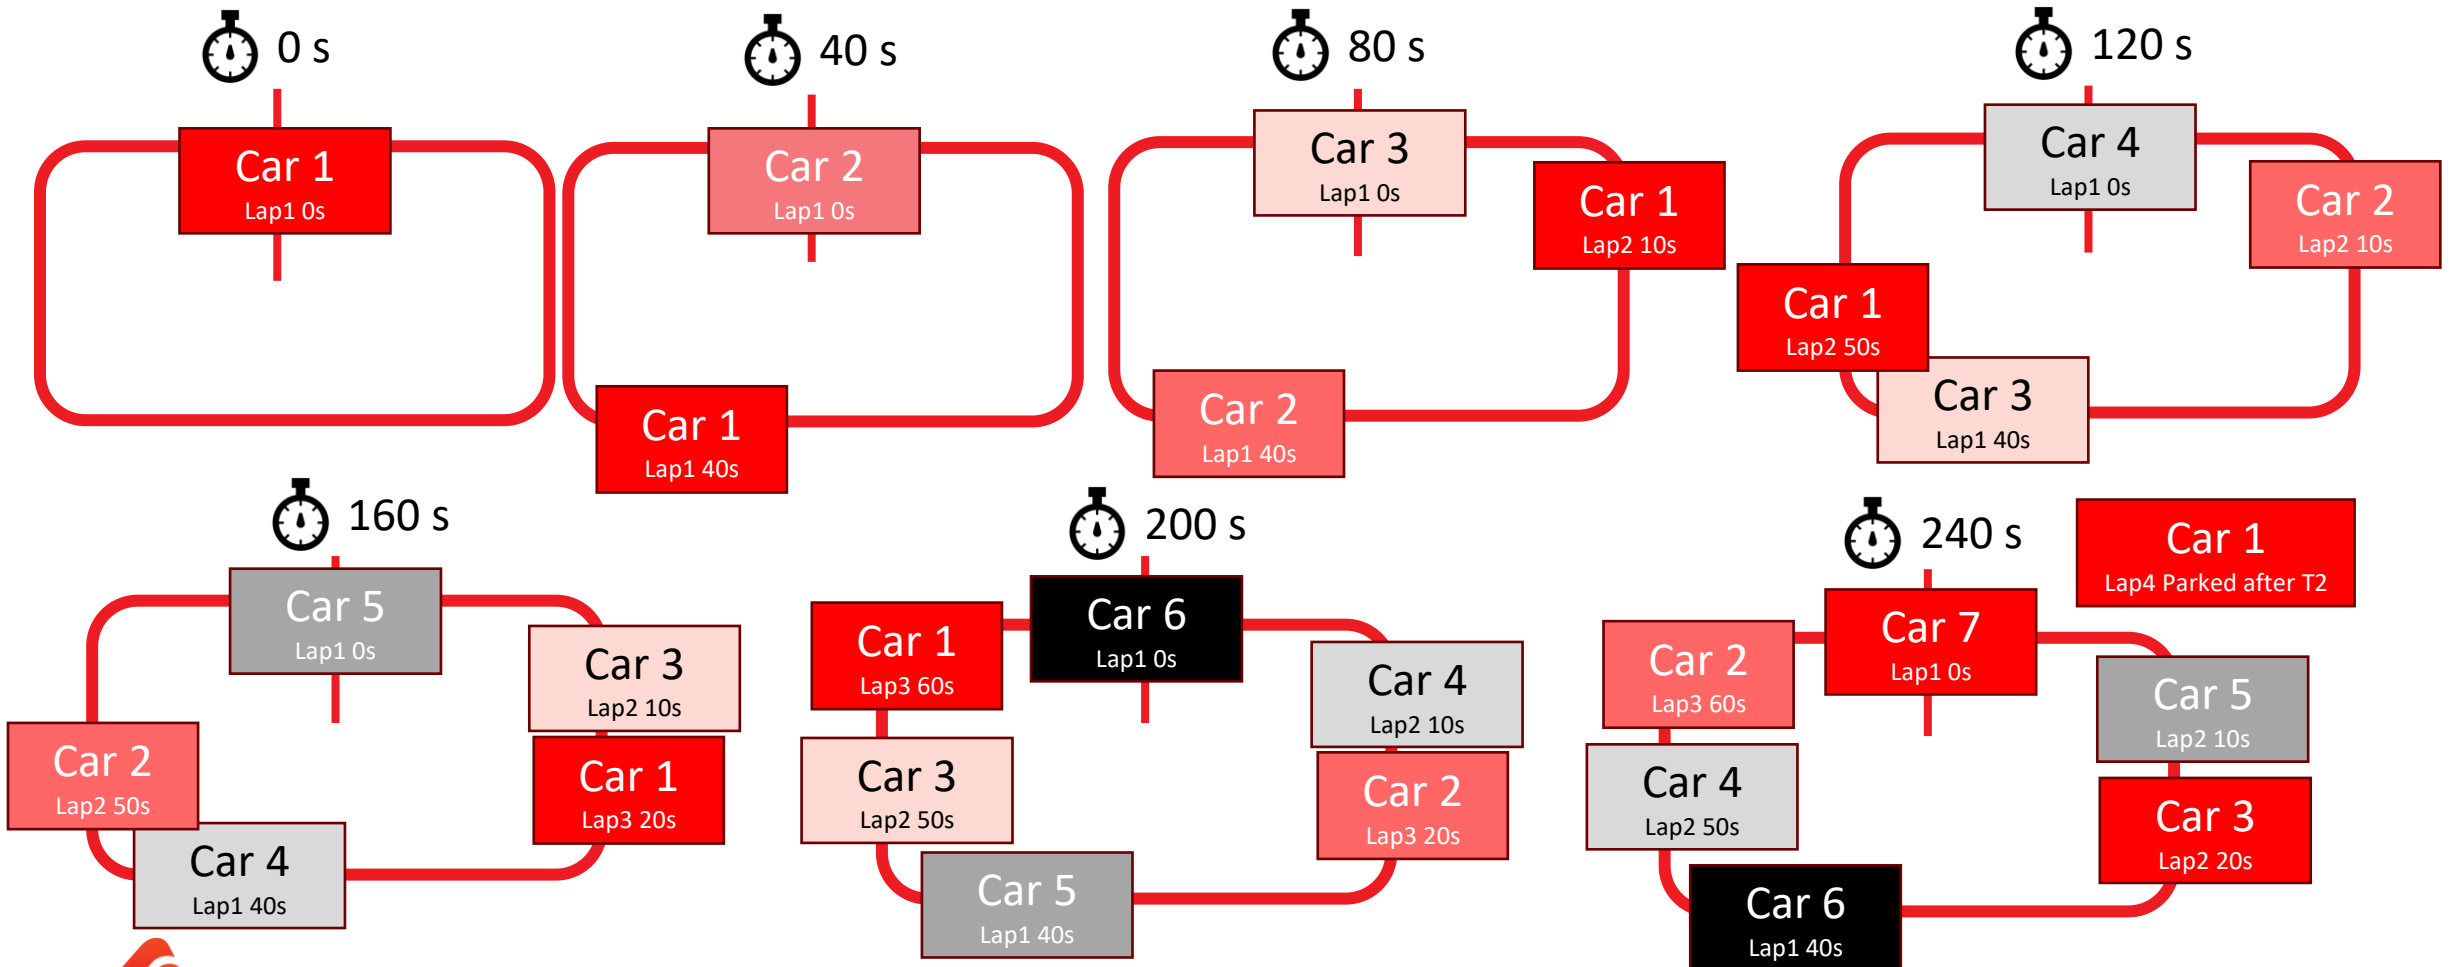 0 s
Car 1
Lap1 0s
40 s
Car 2
Lap1 0s
Car 1
Lap1 40s
80 s
Car 3
Lap1 0s
Car 1
Lap2 10s
Car 2
Lap1 40s
120 s
Car 4
Lap1 0s
Car 2
Lap2 10s
Car 1
Lap2 50s
Car 3
Lap1 40s
160 s
Car 5
Lap1 0s
Car 3
Lap2 10s
Car 2
Lap2 50s
Car 1
Lap3 20s
Car 4
Lap1 40s
200 s
Car 6
Lap1 0s
Car 1
Lap3 60s
Car 4
Lap2 10s
Car 3
Lap2 50s
Car 2
Lap3 20s
Car 5
Lap1 40s
240 s
Car 1
Lap4 Parked after T2
Car 7
Lap1 0s
Car 2
Lap3 60s
Car 5
Lap2 10s
Car 4
Lap2 50s
Car 3
Lap2 20s
Car 6
Lap1 40s